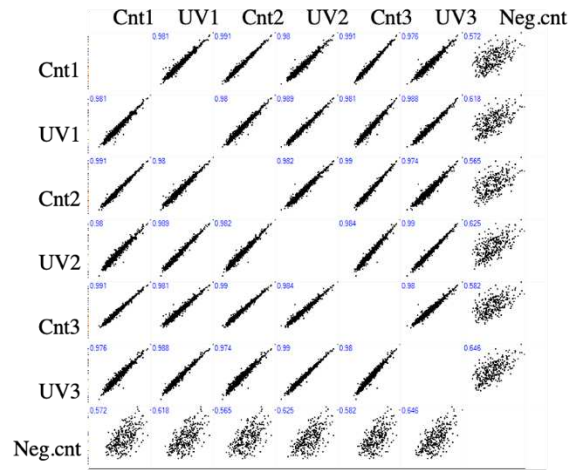 Cnt1 UV1 Cnt2 UV2 Cnt3 UV3 Neg.cnt
0.981 0.991 0.98 0.991 0.976 0.572
Cnt1
0.981 0.98 0.989 0.981 0.988 0.618
UV1
0.991 0.98 0.982 0.99 0.974 0.565
Cnt2
0.98 0.989 0.982 0.984 0.99 0.625
UV2
0.991 0.981 0.99 0.984 0.98 0.582
Cnt3
0.976 0.988 0.974 0.99 0.98 0.646
UV3
0.572 0.618 0.565 0.625 0.582 0.646
Neg.cnt